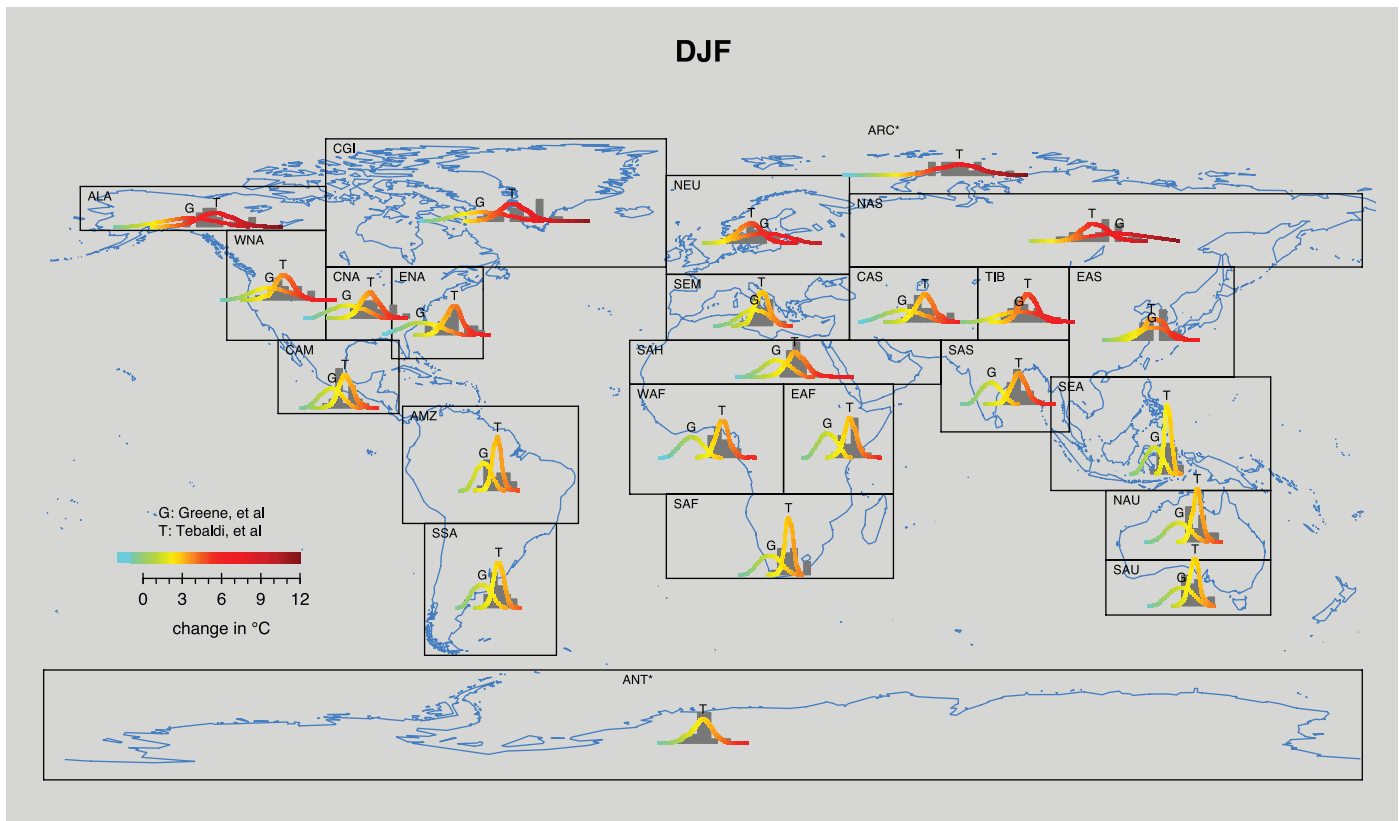 DJF
ARC*
CGI
T
ALA
G
T
G
T
NEU
T
G
NAS
T
G
WNA
G
T
CNA
G
T
ENA
G
T
SEM
T
G
CAS
G
T
TIB
G
T
EAS
T
G
CAM
G
T
SAH
G
T
SAS
G
T
WAF
G
T
EAF
G
T
SEA
G
T
AMZ
G
T
SAF
G
T
NAU
G
T
SSA
G
T
SAU
G
T
G: Greene, et al
T: Tebaldi, et al
0 3 6 9 12
change in °C
ANT*
T